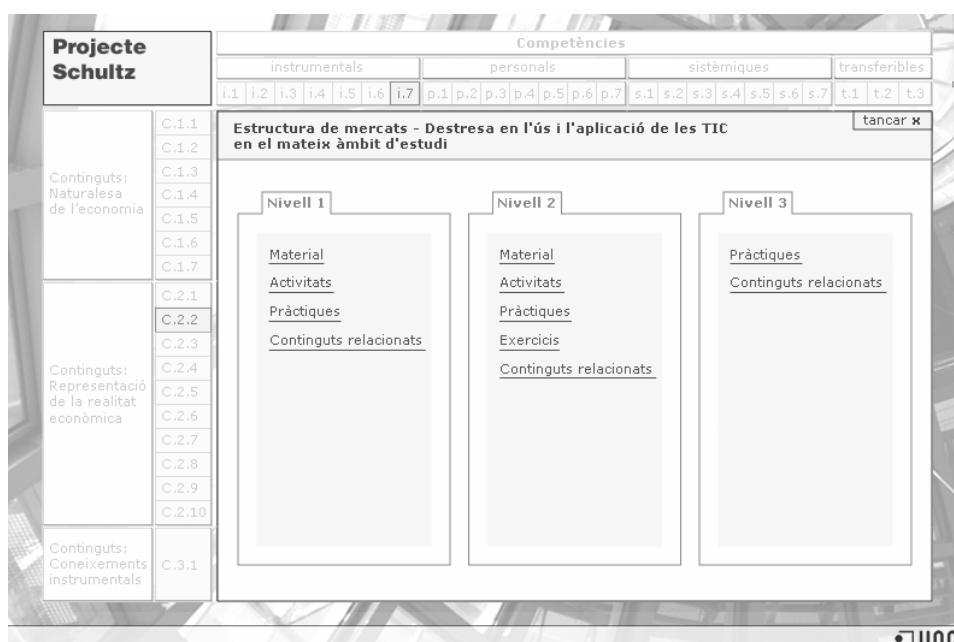 Projecte
Schultz
Competències
instrumentals personals sistèmiques transferibles
i.1 i.2 i.3 i.4 i.5 i.6 i.7 p.1 p.2 p.3 p.4 p.5 p.6 p.7 s.1 s.2 s.3 s.4 s.5 s.6 s.7 t.1 t.2 t.3
Continguts:
Naturalesa
de l'economia
C.1.1
C.1.2
C.1.3
C.1.4
C.1.5
C.1.6
C.1.7
Continguts:
Representació
de la realitat
econòmica
C.2.1
C.2.2
C.2.3
C.2.4
C.2.5
C.2.6
C.2.7
C.2.8
C.2.9
C.2.10
Continguts:
Coneixements
instrumentals
C.3.1
Estructura de mercats - Destresa en l'ús i l'aplicació de les TIC
en el mateix àmbit d'estudi
tancar x
Nivell 1
Material
Activitats
Pràctiques
Continguts relacionats
Nivell 2
Material
Activitats
Pràctiques
Exercicis
Continguts relacionats
Nivell 3
Pràctiques
Continguts relacionats